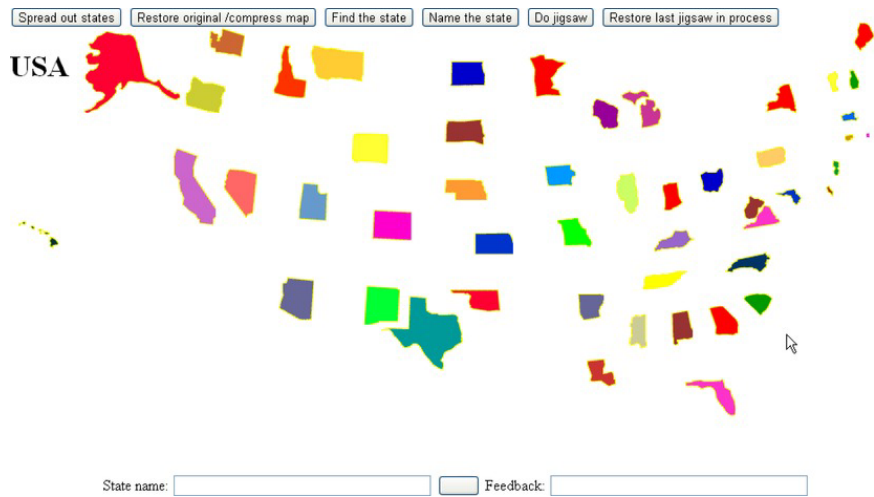 Spread out states Restore original /compress map Find the state Name the state Do jigsaw Restore last jigsaw in process
USA
State name: Feedback: